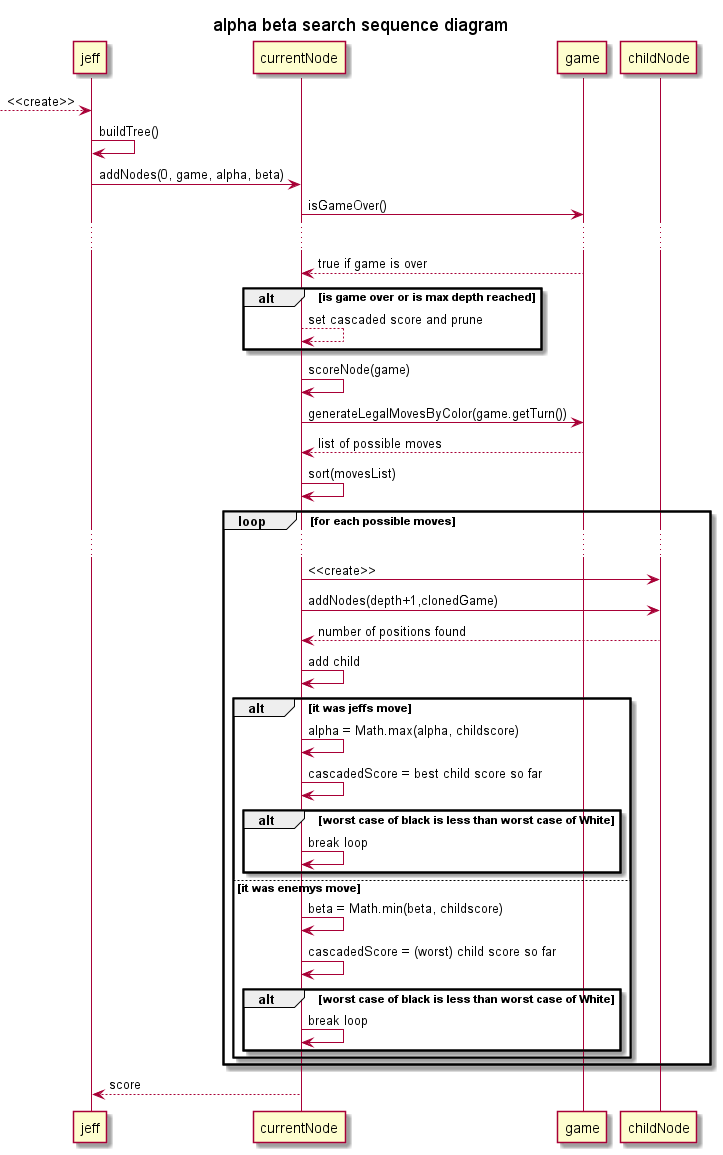 alpha beta search sequence diagram
jeff
currentNode
game
childNode
<<create>>
buildTree()
addNodes(0, game, alpha, beta)
isGameOver()
true if game is over
alt
[is game over or is max depth reached]
set cascaded score and prune
scoreNode(game)
generateLegalMovesByColor(game.getTurn())
list of possible moves
sort(movesList)
loop
[for each possible moves]
<<create>>
addNodes(depth+1,clonedGame)
number of positions found
add child
alt
[it was jeffs move]
alpha = Math.max(alpha, childscore)
cascadedScore = best child score so far
alt
[worst case of black is less than worst case of White]
break loop
[it was enemys move]
beta = Math.min(beta, childscore)
cascadedScore = (worst) child score so far
alt
[worst case of black is less than worst case of White]
break loop
score
jeff
currentNode
game
childNode